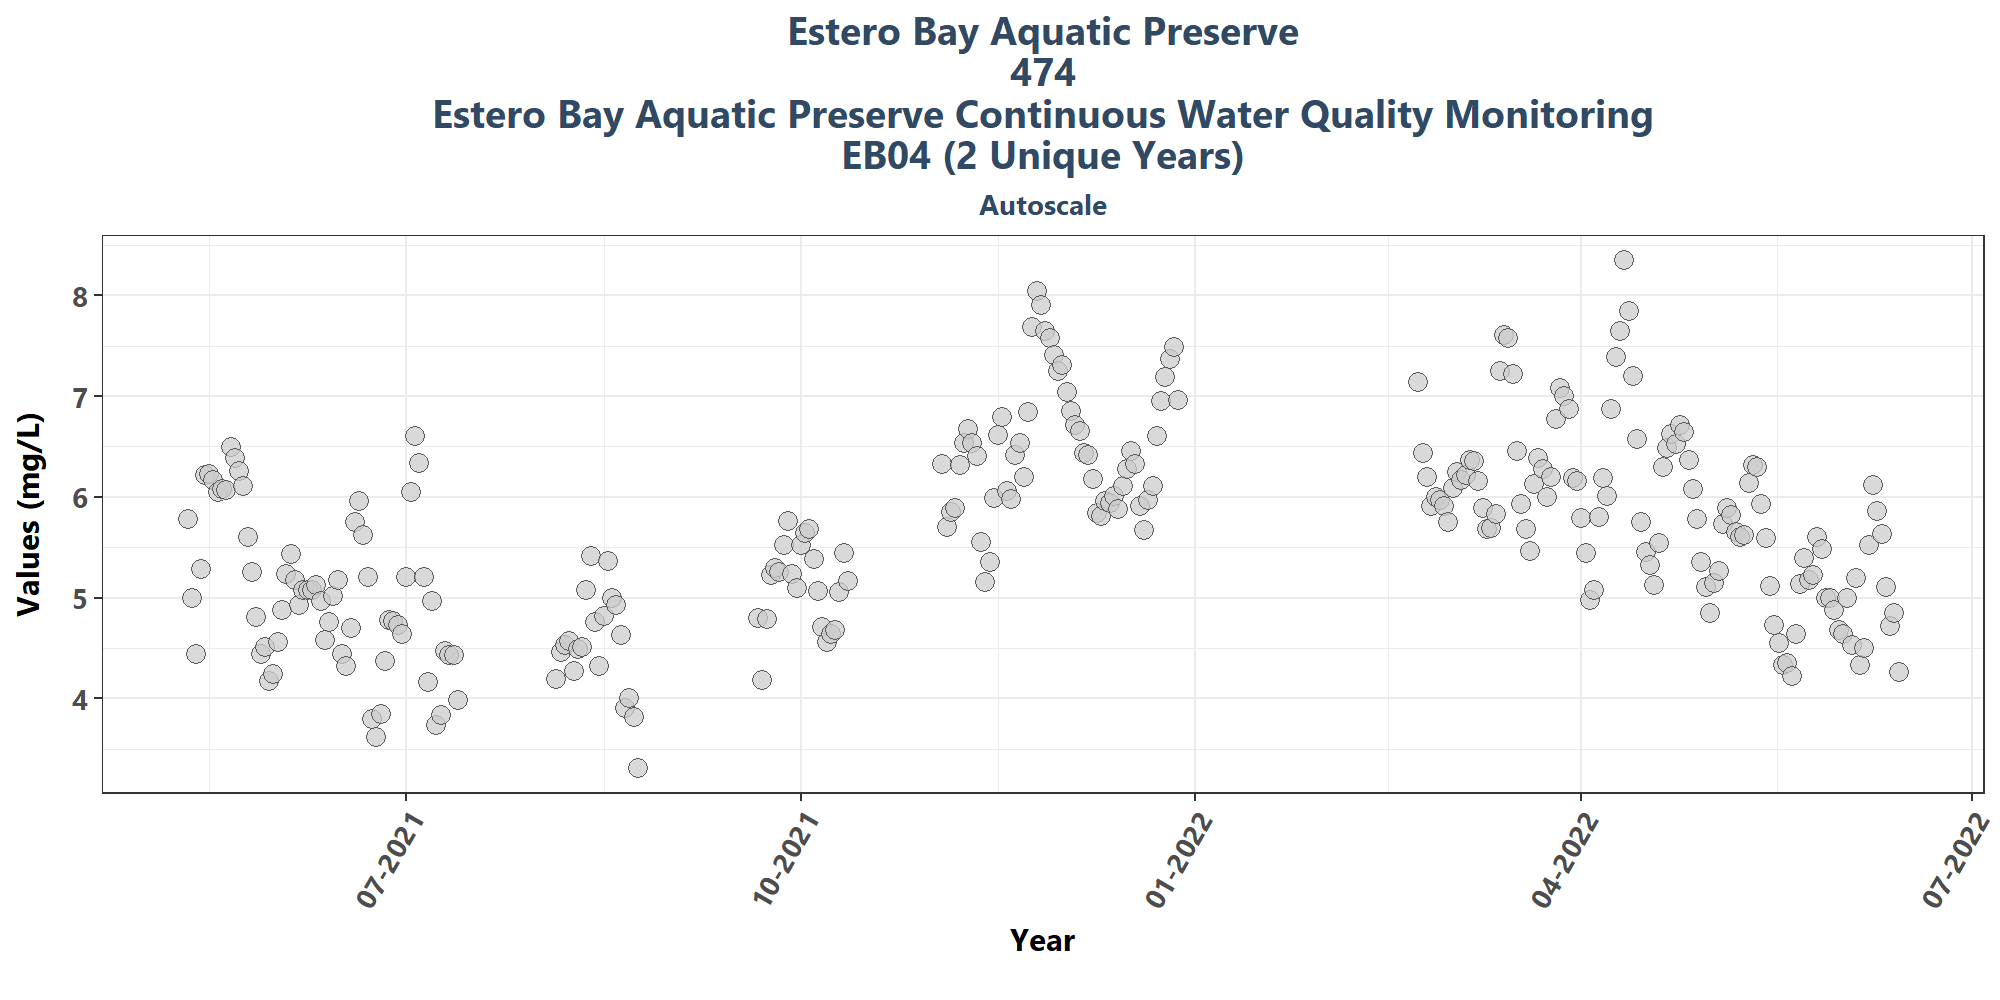 Estero Bay Aquatic Preserve
474
Estero Bay Aquatic Preserve Continuous Water Quality Monitoring
EB04 (2 Unique Years)
Autoscale
Values (mg/L)
8
7
6
5
4
07-2021
10-2021
01-2022
04-2022
07-2022
Year